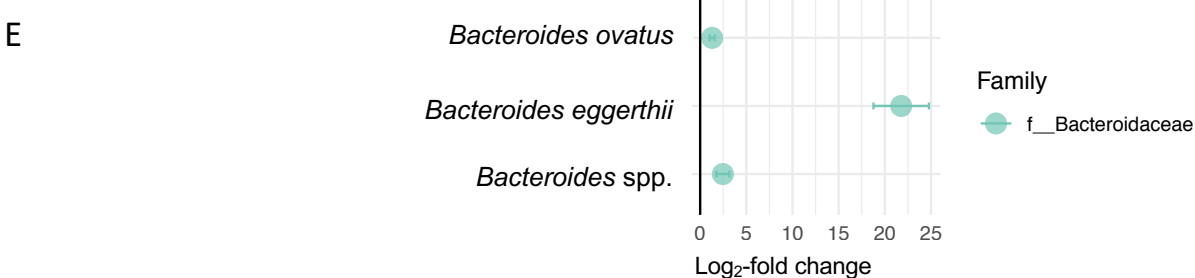 E
Bacteroides ovatus
Bacteroides eggerthii
Bacteroides spp.
0 5 10 15 20 25
Log₂-fold change
Family
f__Bacteroidaceae